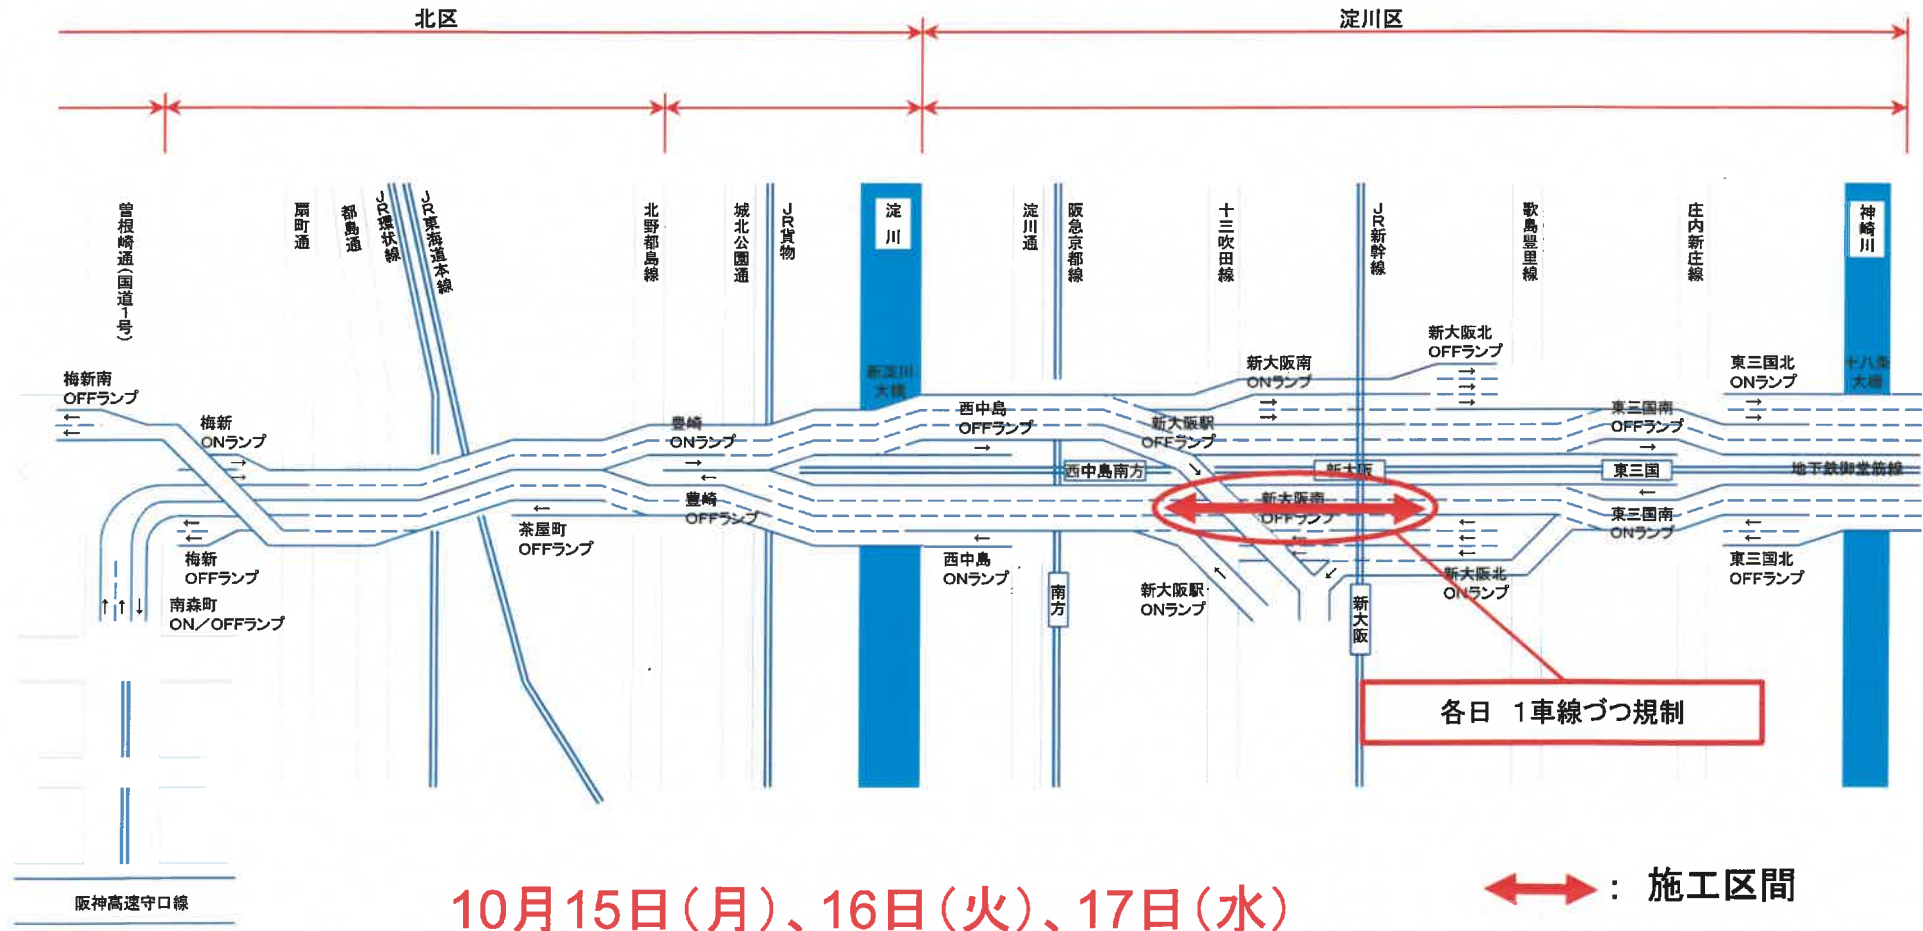 北区
淀川区
曽根崎通(国道1号)
扇町通
都島通
JR環状線
JR東海道本線
北野都島線
城北公園通
JR貨物
淀川
淀川通
阪急京都線
十三吹田線
JR新幹線
歌島豊里線
庄内新庄線
神崎川
梅新南
OFFランプ
梅新
ONランプ
豊崎
ONランプ
新淀川
大橋
西中島
OFFランプ
新大阪駅
OFFランプ
新大阪南
ONランプ
新大阪北
OFFランプ
東三国南
OFFランプ
東三国北
ONランプ
十八条
大橋
西中島南方
新大阪
東三国
地下鉄御堂筋線
梅新
OFFランプ
南森町
ON/OFFランプ
茶屋町
OFFランプ
豊崎
OFFランプ
西中島
ONランプ
南方
新大阪駅
ONランプ
新大阪南
OFFランプ
新大阪
新大阪北
ONランプ
東三国南
ONランプ
東三国北
OFFランプ
各日 1車線づつ規制
阪神高速守口線
10月15日(月)、16日(火)、17日(水)
: 施工区間